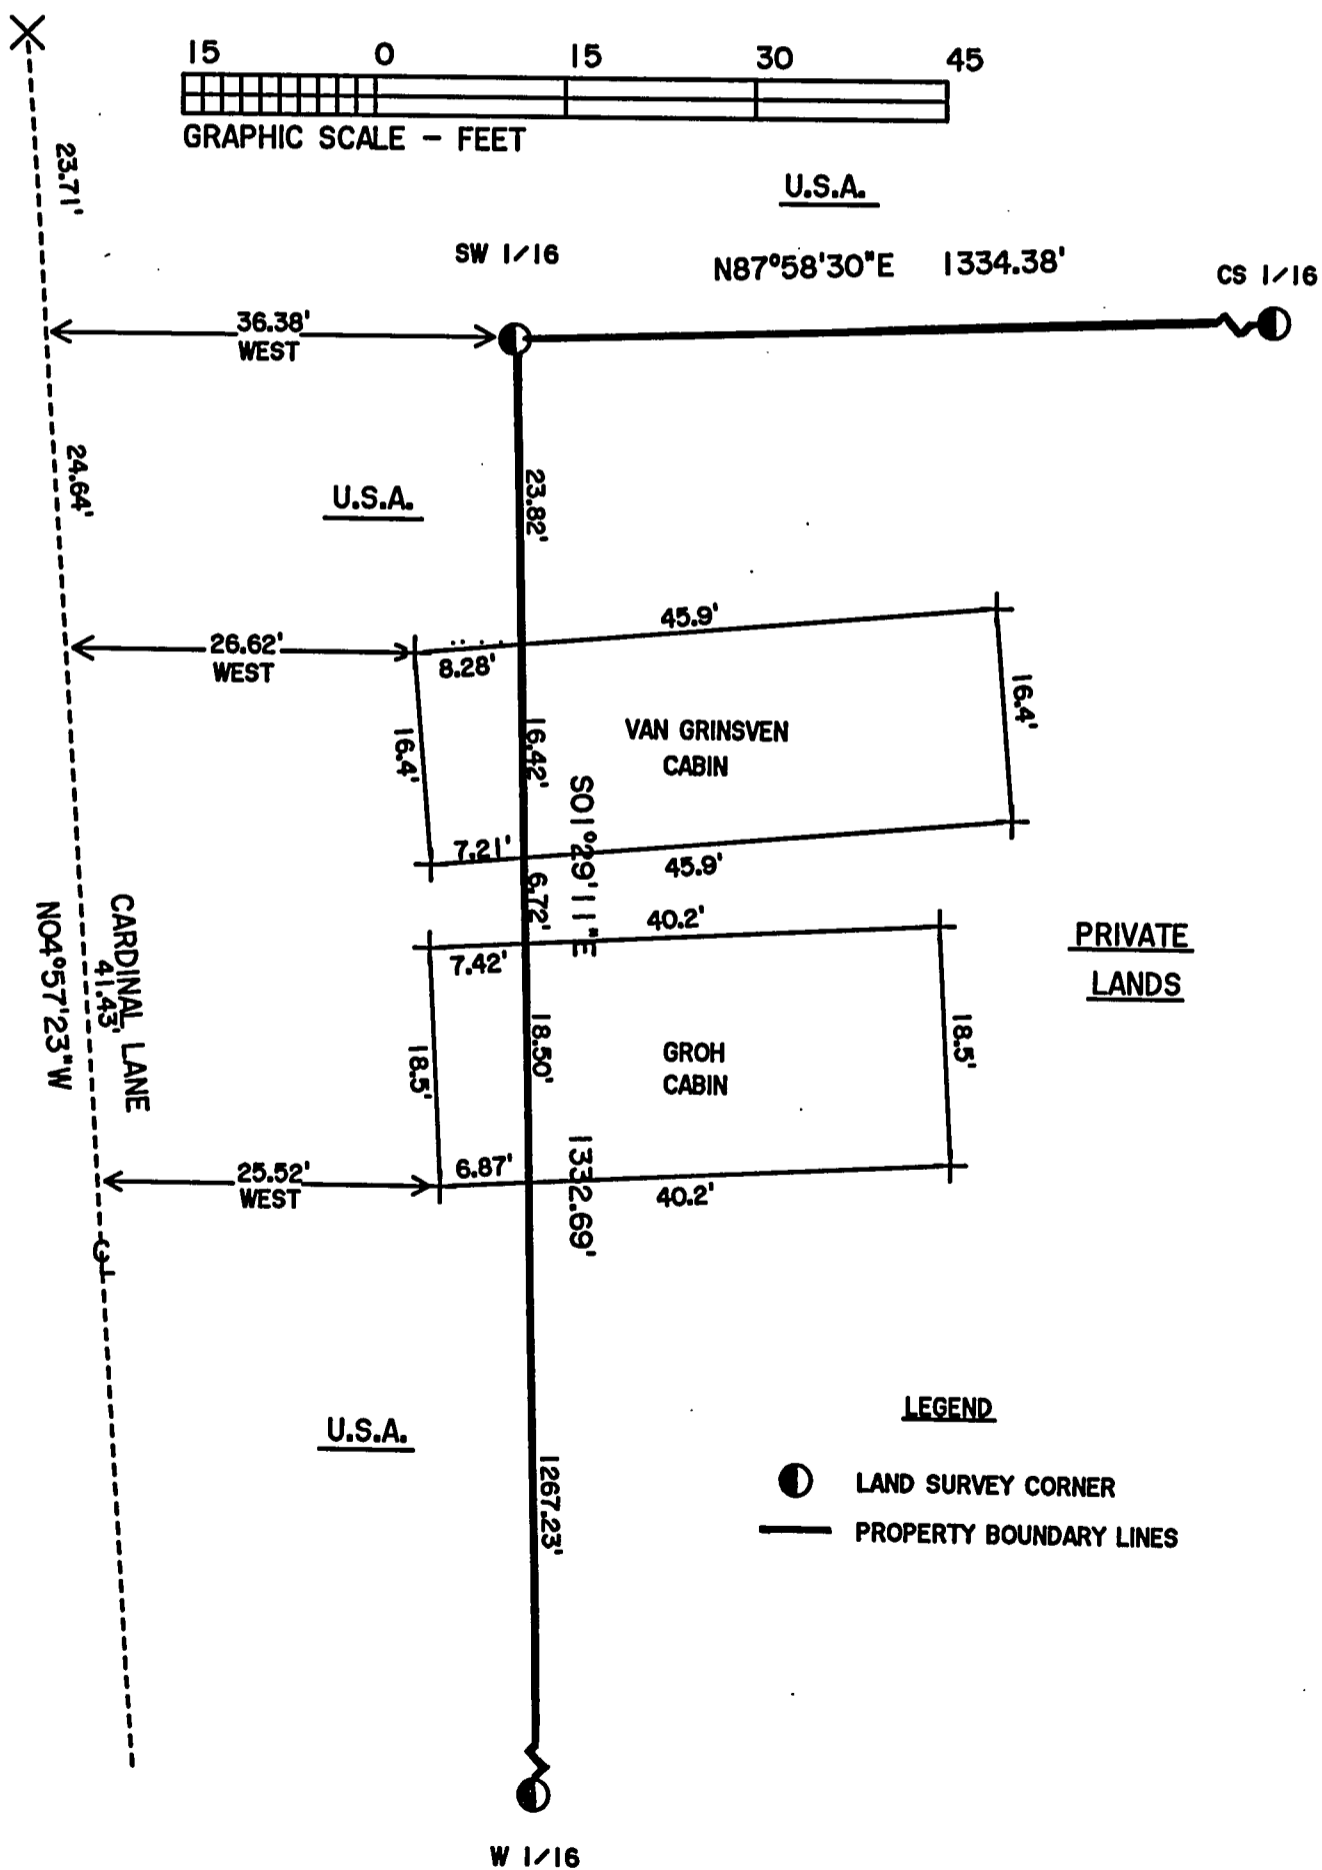 15 0 15 30 45
GRAPHIC SCALE - FEET
U.S.A.
23.71'
SW 1/16
N87°58'30"E 1334.38'
CS 1/16
36.38'
WEST
24.64'
U.S.A.
23.82'
45.9'
26.62'
WEST
8.28'
16.4'
16.42'
VAN GRINSVEN
CABIN
16.4'
S01°29'11"E
7.21'
45.9'
6.72'
40.2'
7.42'
PRIVATE
LANDS
CARDINAL LANE
41.43'
N04°57'23"W
18.5'
18.50'
GROH
CABIN
18.5'
1332.69'
6.87'
40.2'
25.52'
WEST
U.S.A.
1267.23'
LEGEND
LAND SURVEY CORNER
PROPERTY BOUNDARY LINES
W 1/16